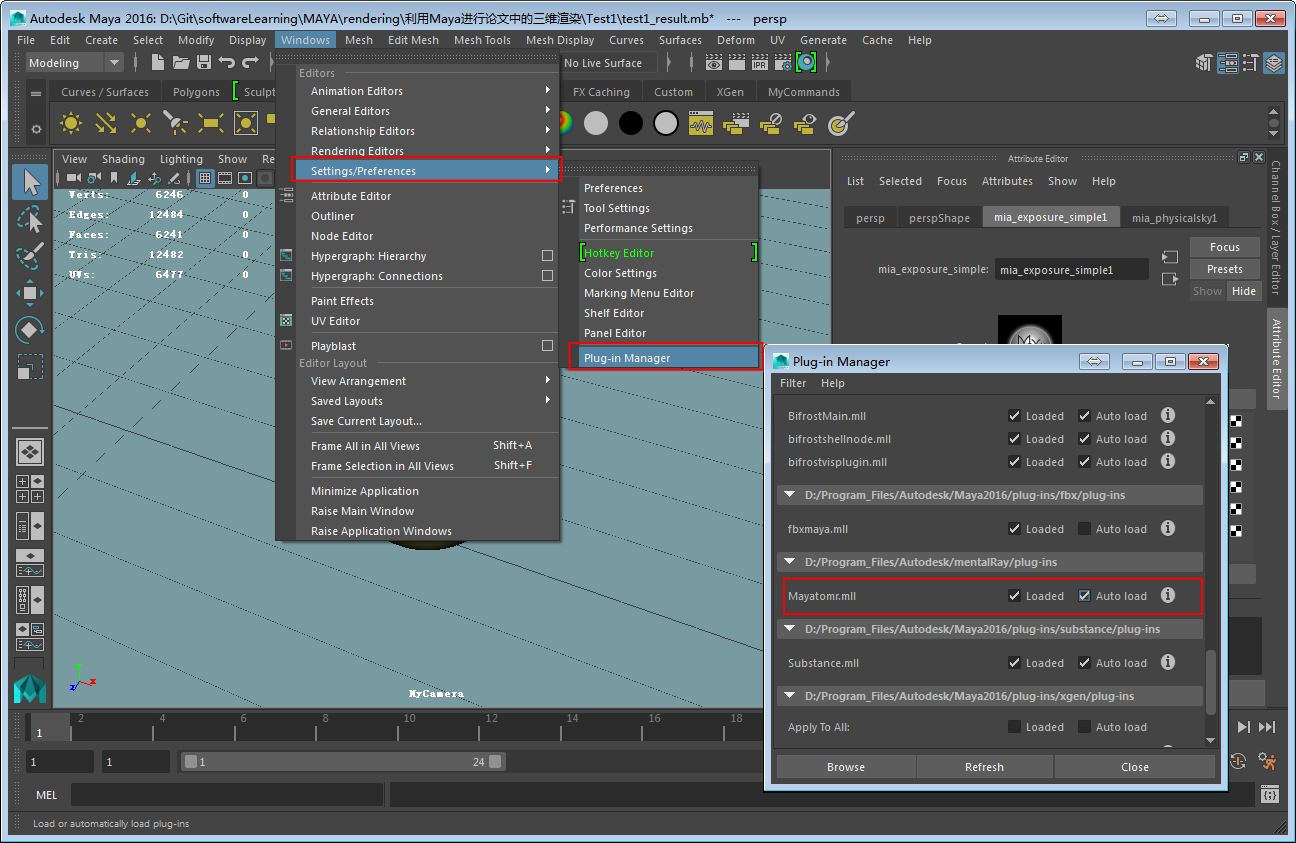 Autodesk Maya 2016: D:\Git\softwareLearning\MAYA\rendering\利用Maya进行论文中的三维渲染\Test1\test1_result.mb* --- persp
File Edit Create Select Modify Display Windows Mesh Edit Mesh Mesh Tools Mesh Display Curves Surfaces Deform UV Generate Cache Help
Modeling No Live Surface IPR
Curves / Surfaces Polygons Sculpt FX Caching Custom XGen MyCommands
View Shading Lighting Show Re
Verts: 6246 0
Edges: 12484 0
Faces: 6241 0
Tris: 12482 0
UVs: 6477 0
Editors
Animation Editors
General Editors
Relationship Editors
Rendering Editors
Settings/Preferences
Attribute Editor
Outliner
Node Editor
Hypergraph: Hierarchy
Hypergraph: Connections
Paint Effects
UV Editor
Playblast
Editor Layout
View Arrangement
Saved Layouts
Save Current Layout...
Frame All in All Views Shift+A
Frame Selection in All Views Shift+F
Minimize Application
Raise Main Window
Raise Application Windows
Preferences
Tool Settings
Performance Settings
Hotkey Editor
Color Settings
Marking Menu Editor
Shelf Editor
Panel Editor
Plug-in Manager
Attribute Editor
List Selected Focus Attributes Show Help
persp perspShape mia_exposure_simple1 mia_physicalsky1
mia_exposure_simple: mia_exposure_simple1
Focus
Presets
Show Hide
Channel Box / Layer Editor
Attribute Editor
Plug-in Manager
Filter Help
BifrostMain.mll Loaded Auto load
bifrostshellnode.mll Loaded Auto load
bifrostvisplugin.mll Loaded Auto load
D:/Program_Files/Autodesk/Maya2016/plug-ins/fbx/plug-ins
fbxmaya.mll Loaded Auto load
D:/Program_Files/Autodesk/mentalRay/plug-ins
Mayatomr.mll Loaded Auto load
D:/Program_Files/Autodesk/Maya2016/plug-ins/substance/plug-ins
Substance.mll Loaded Auto load
D:/Program_Files/Autodesk/Maya2016/plug-ins/xgen/plug-ins
Apply To All: Loaded Auto load
Browse Refresh Close
Y
Z X
MyCamera
1 2 4 6 8 10 12 14 16 18
1 1 1 24
MEL
Load or automatically load plug-ins